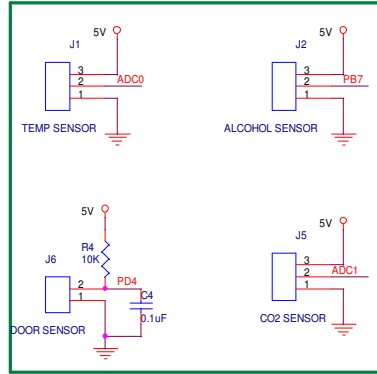 5V
J1
3
2
1
ADC0
TEMP SENSOR
5V
J2
3
2
1
PB7
ALCOHOL SENSOR
5V
R4
10K
J6
2
1
PD4
C4
0.1uF
DOOR SENSOR
5V
J5
3
2
1
ADC1
CO2 SENSOR